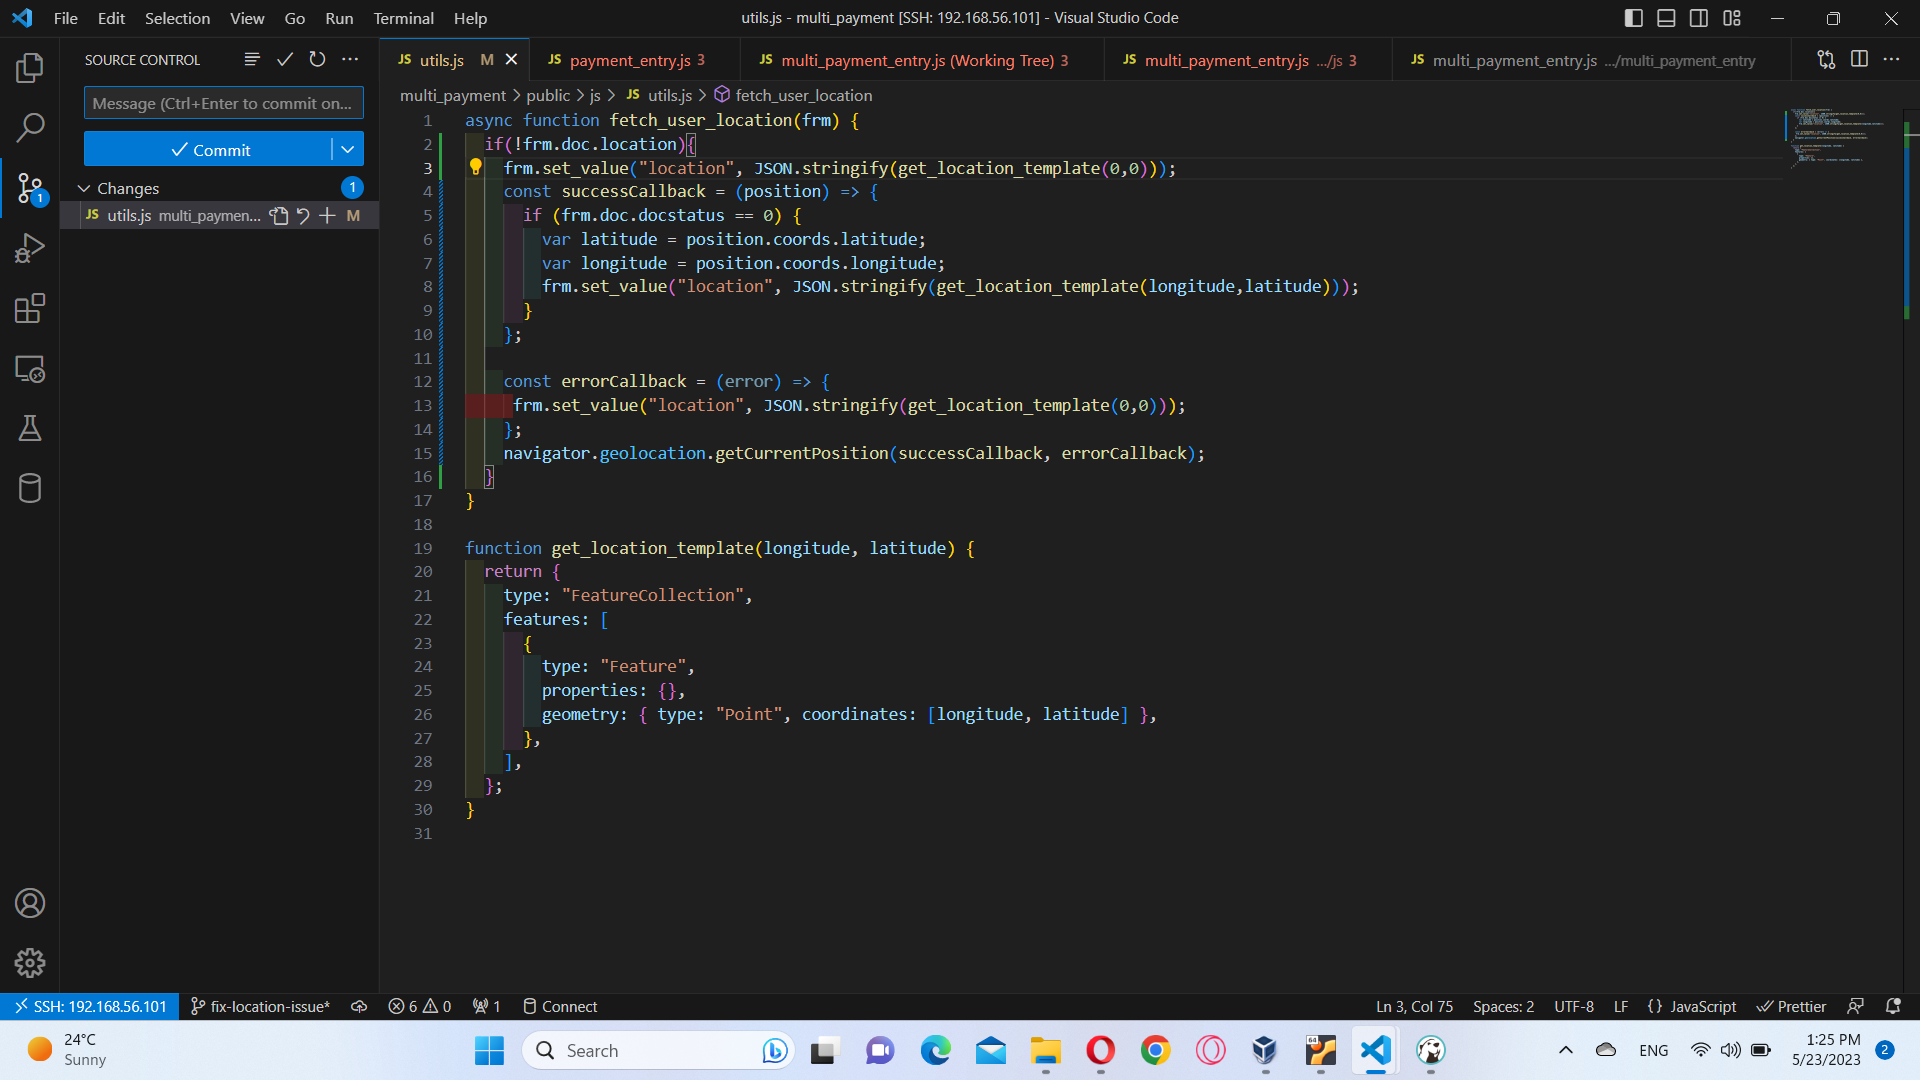 File Edit Selection View Go Run Terminal Help
utils.js - multi_payment [SSH: 192.168.56.101] - Visual Studio Code
SOURCE CONTROL
Message (Ctrl+Enter to commit on...
Commit
Changes 1
JS utils.js multi_paymen... M
1
JS utils.js M
JS payment_entry.js 3
JS multi_payment_entry.js (Working Tree) 3
JS multi_payment_entry.js .../js 3
JS multi_payment_entry.js .../multi_payment_entry
multi_payment > public > js > JS utils.js > fetch_user_location
1 async function fetch_user_location(frm) {
2 if(!frm.doc.location){
3 frm.set_value("location", JSON.stringify(get_location_template(0,0)));
4 const successCallback = (position) => {
5 if (frm.doc.docstatus == 0) {
6 var latitude = position.coords.latitude;
7 var longitude = position.coords.longitude;
8 frm.set_value("location", JSON.stringify(get_location_template(longitude,latitude)));
9 }
10 };
11
12 const errorCallback = (error) => {
13 frm.set_value("location", JSON.stringify(get_location_template(0,0)));
14 };
15 navigator.geolocation.getCurrentPosition(successCallback, errorCallback);
16 }
17 }
18
19 function get_location_template(longitude, latitude) {
20 return {
21 type: "FeatureCollection",
22 features: [
23 {
24 type: "Feature",
25 properties: {},
26 geometry: { type: "Point", coordinates: [longitude, latitude] },
27 },
28 ],
29 };
30 }
31
SSH: 192.168.56.101 fix-location-issue* 6 0 1 Connect
Ln 3, Col 75 Spaces: 2 UTF-8 LF {} JavaScript Prettier
24°C
Sunny
Search
64
ENG
1:25 PM
5/23/2023
2